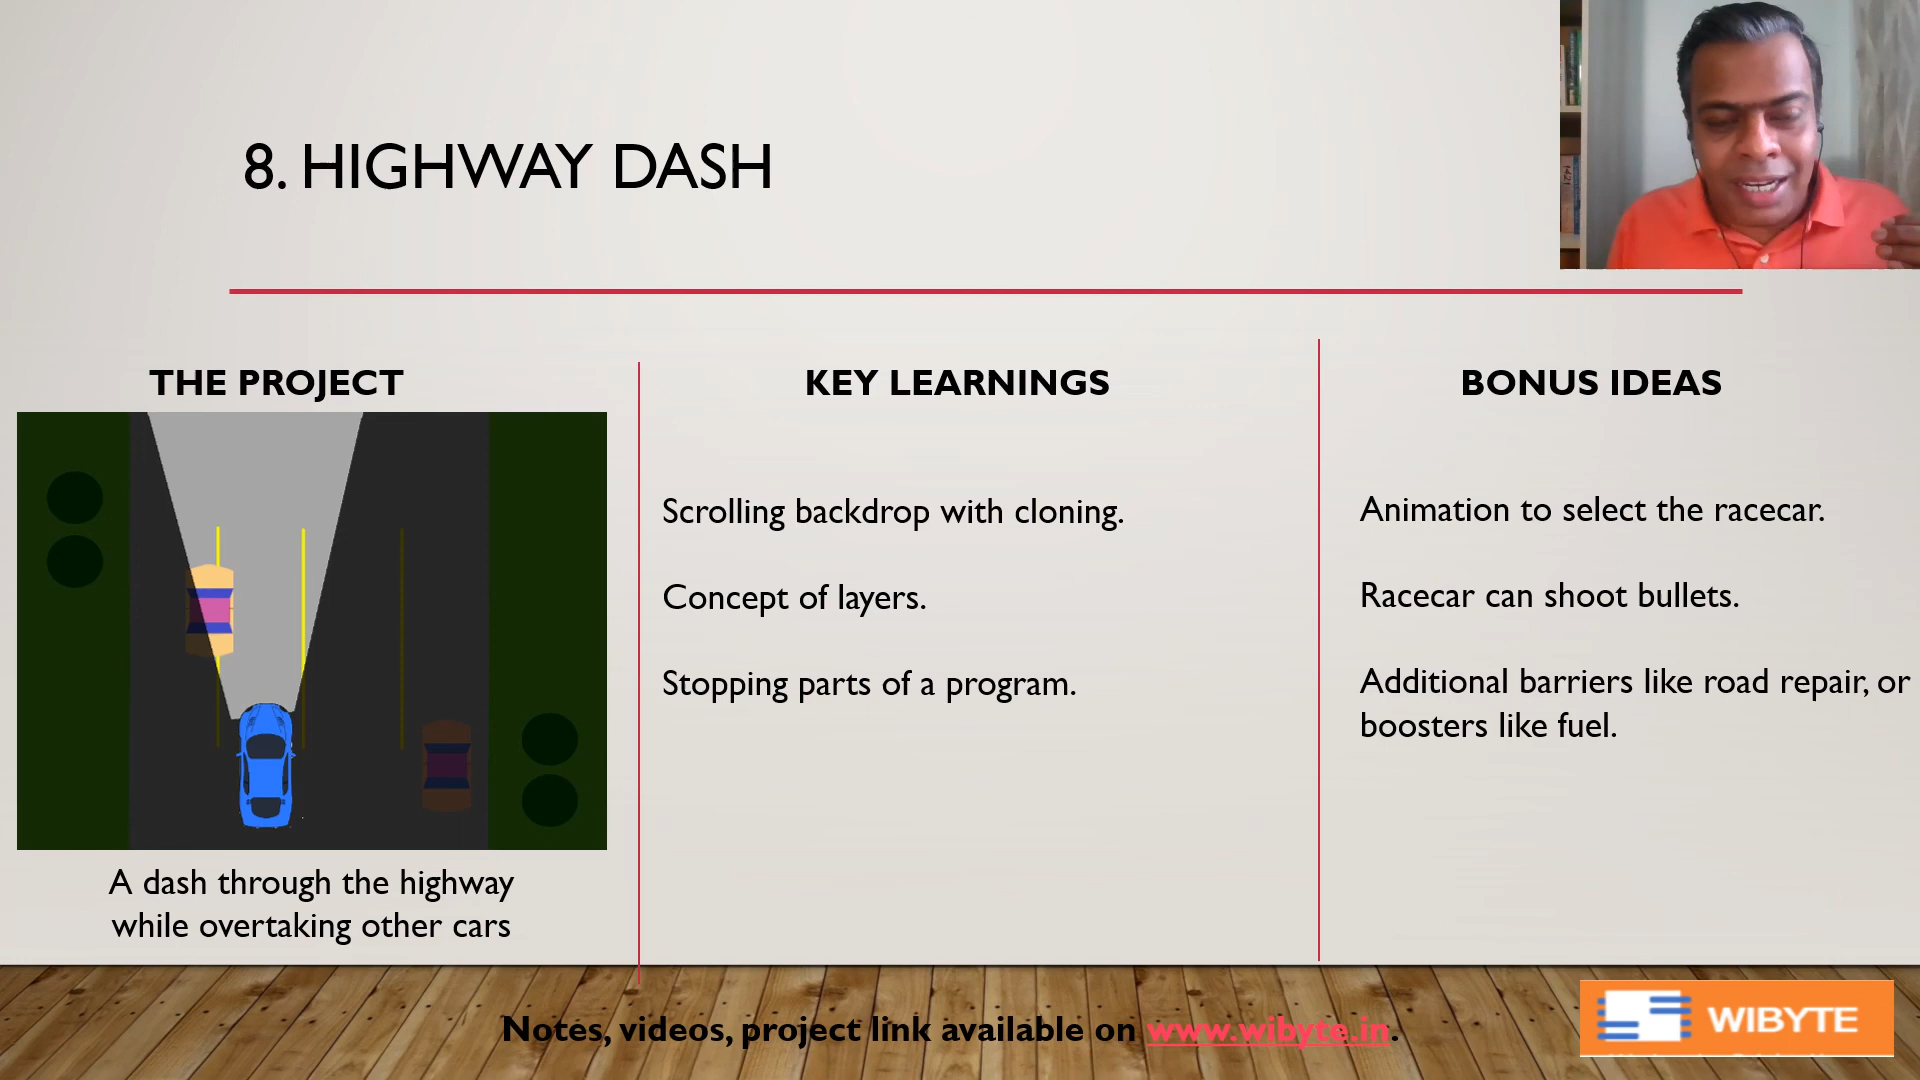 8. HIGHWAY DASH
THE PROJECT
A dash through the highway
while overtaking other cars
KEY LEARNINGS
Scrolling backdrop with cloning.
Concept of layers.
Stopping parts of a program.
BONUS IDEAS
Animation to select the racecar.
Racecar can shoot bullets.
Additional barriers like road repair, or
boosters like fuel.
Notes, videos, project link available on www.wibyte.in.
WIBYTE